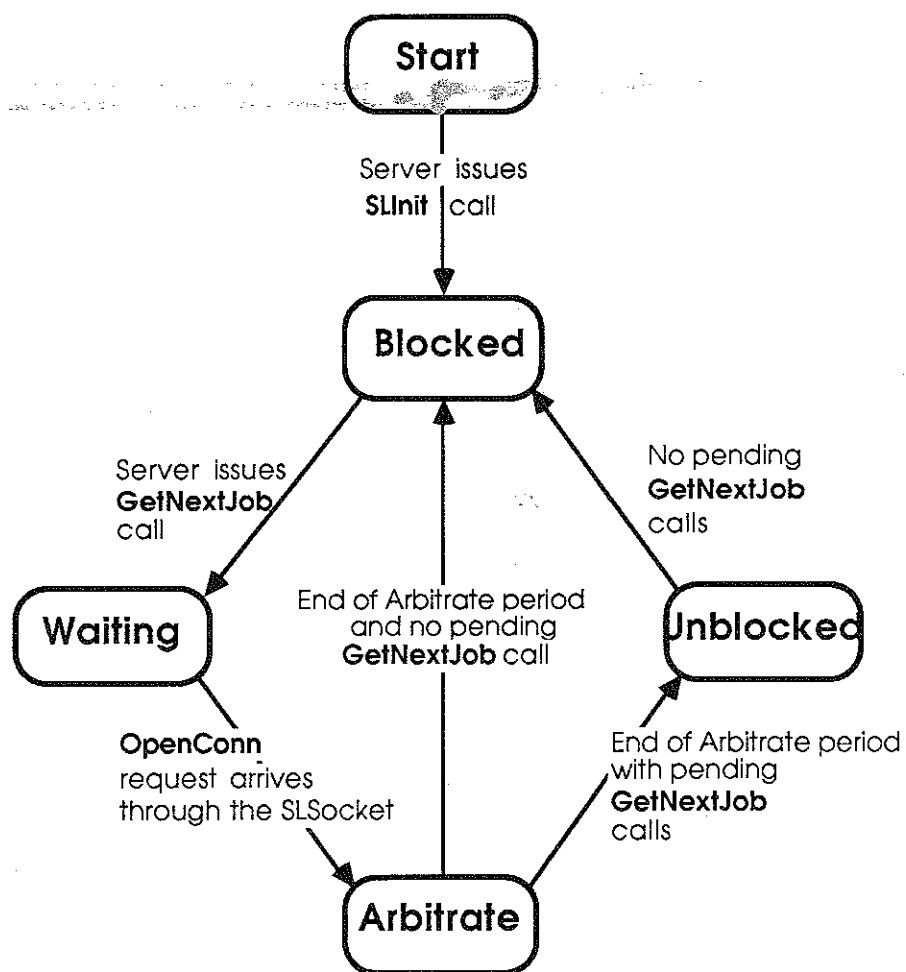 Start
Server issues
SLInit call
Blocked
Server issues
GetNextJob
call
No pending
GetNextJob
calls
Waiting
End of Arbitrate period
and no pending
GetNextJob call
Unblocked
OpenConn
request arrives
through the SLSocket
End of Arbitrate period
with pending
GetNextJob
calls
Arbitrate